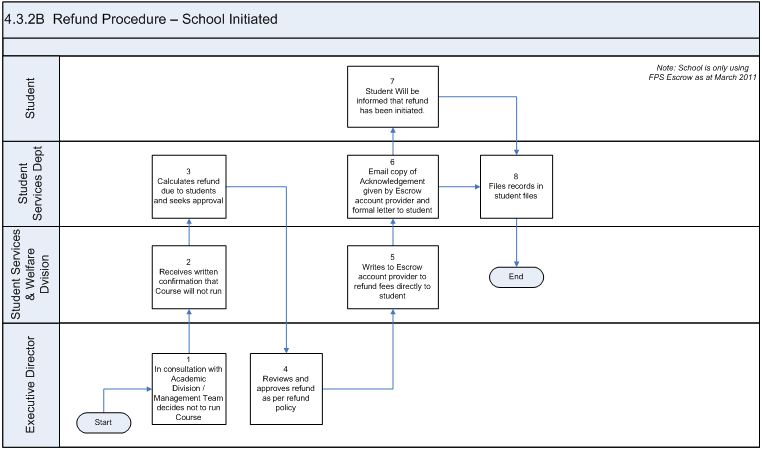 4.3.2B Refund Procedure – School Initiated
Student
Note: School is only using
FPS Escrow as at March 2011
7
Student Will be
informed that refund
has been initiated.
Student
Services Dept
3
Calculates refund
due to students
and seeks approval
6
Email copy of
Acknowledgement
given by Escrow
account provider and
formal letter to student
8
Files records in
student files
Student Services
& Welfare
Division
2
Receives written
confirmation that
Course will not run
5
Writes to Escrow
account provider to
refund fees directly to
student
End
Executive Director
Start
1
In consultation with
Academic
Division /
Management Team
decides not to run
Course
4
Reviews and
approves refund
as per refund
policy